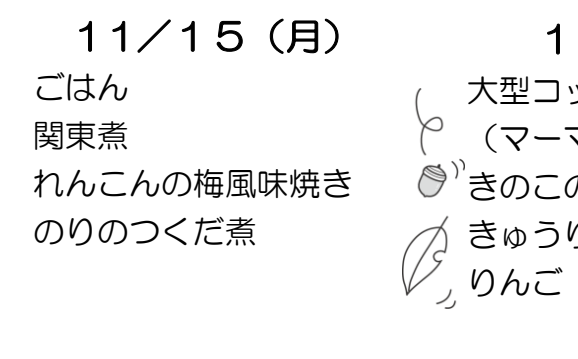 11/15(月)
ごはん
関東煮
れんこんの梅風味焼き
のりのつくだ煮
1
大型コッ
(マーマ
きのこの
きゅうり
りんご